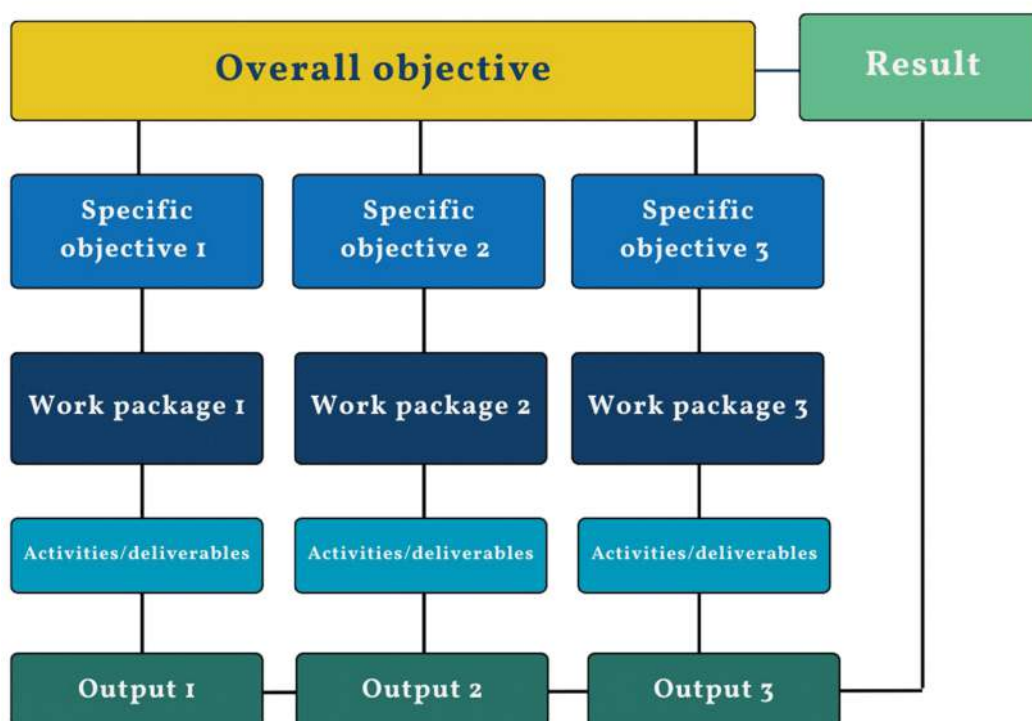 Overall objective
Result
Specific
objective 1
Specific
objective 2
Specific
objective 3
Work package 1
Work package 2
Work package 3
Activities/deliverables
Activities/deliverables
Activities/deliverables
Output 1
Output 2
Output 3